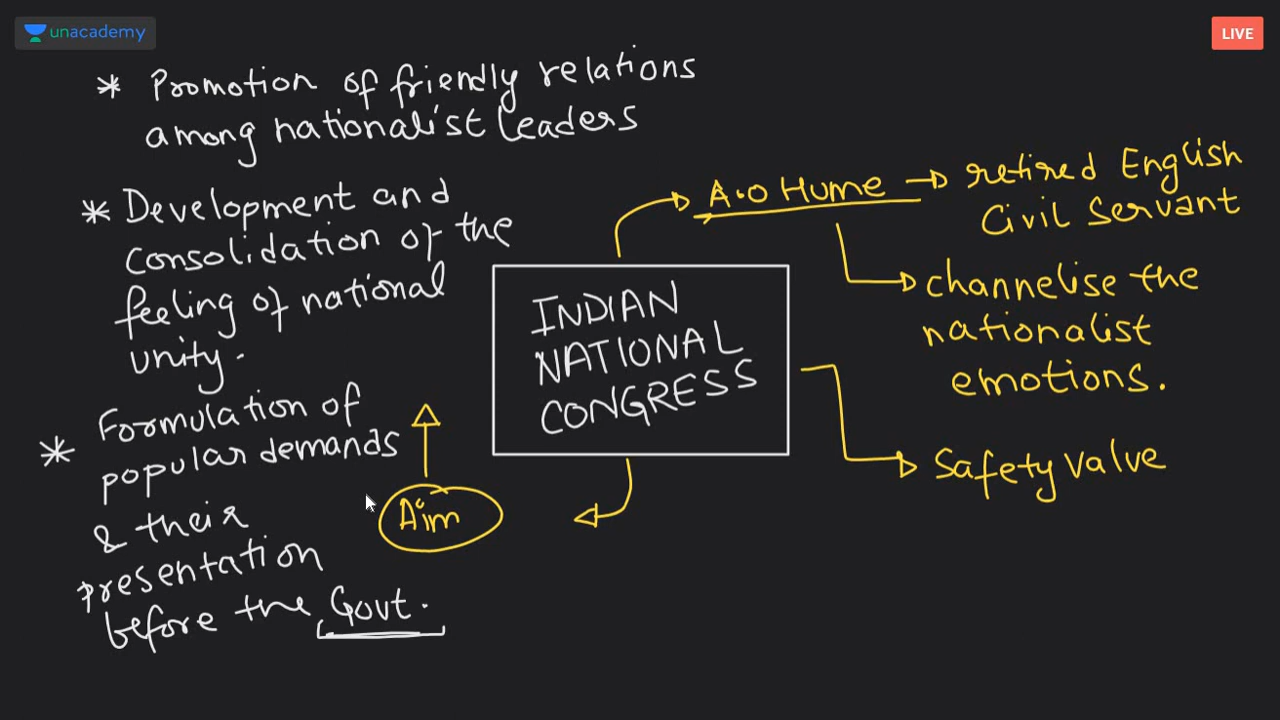 unacademy
LIVE
* Promotion of friendly relations
among nationalist leaders
* Development and
consolidation of the
feeling of national
unity.
* Formulation of
popular demands
& their
presentation
before the Govt.
Aim
INDIAN
NATIONAL
CONGRESS
A.O Hume
retired English
Civil Servant
channelise the
nationalist
emotions.
Safety valve